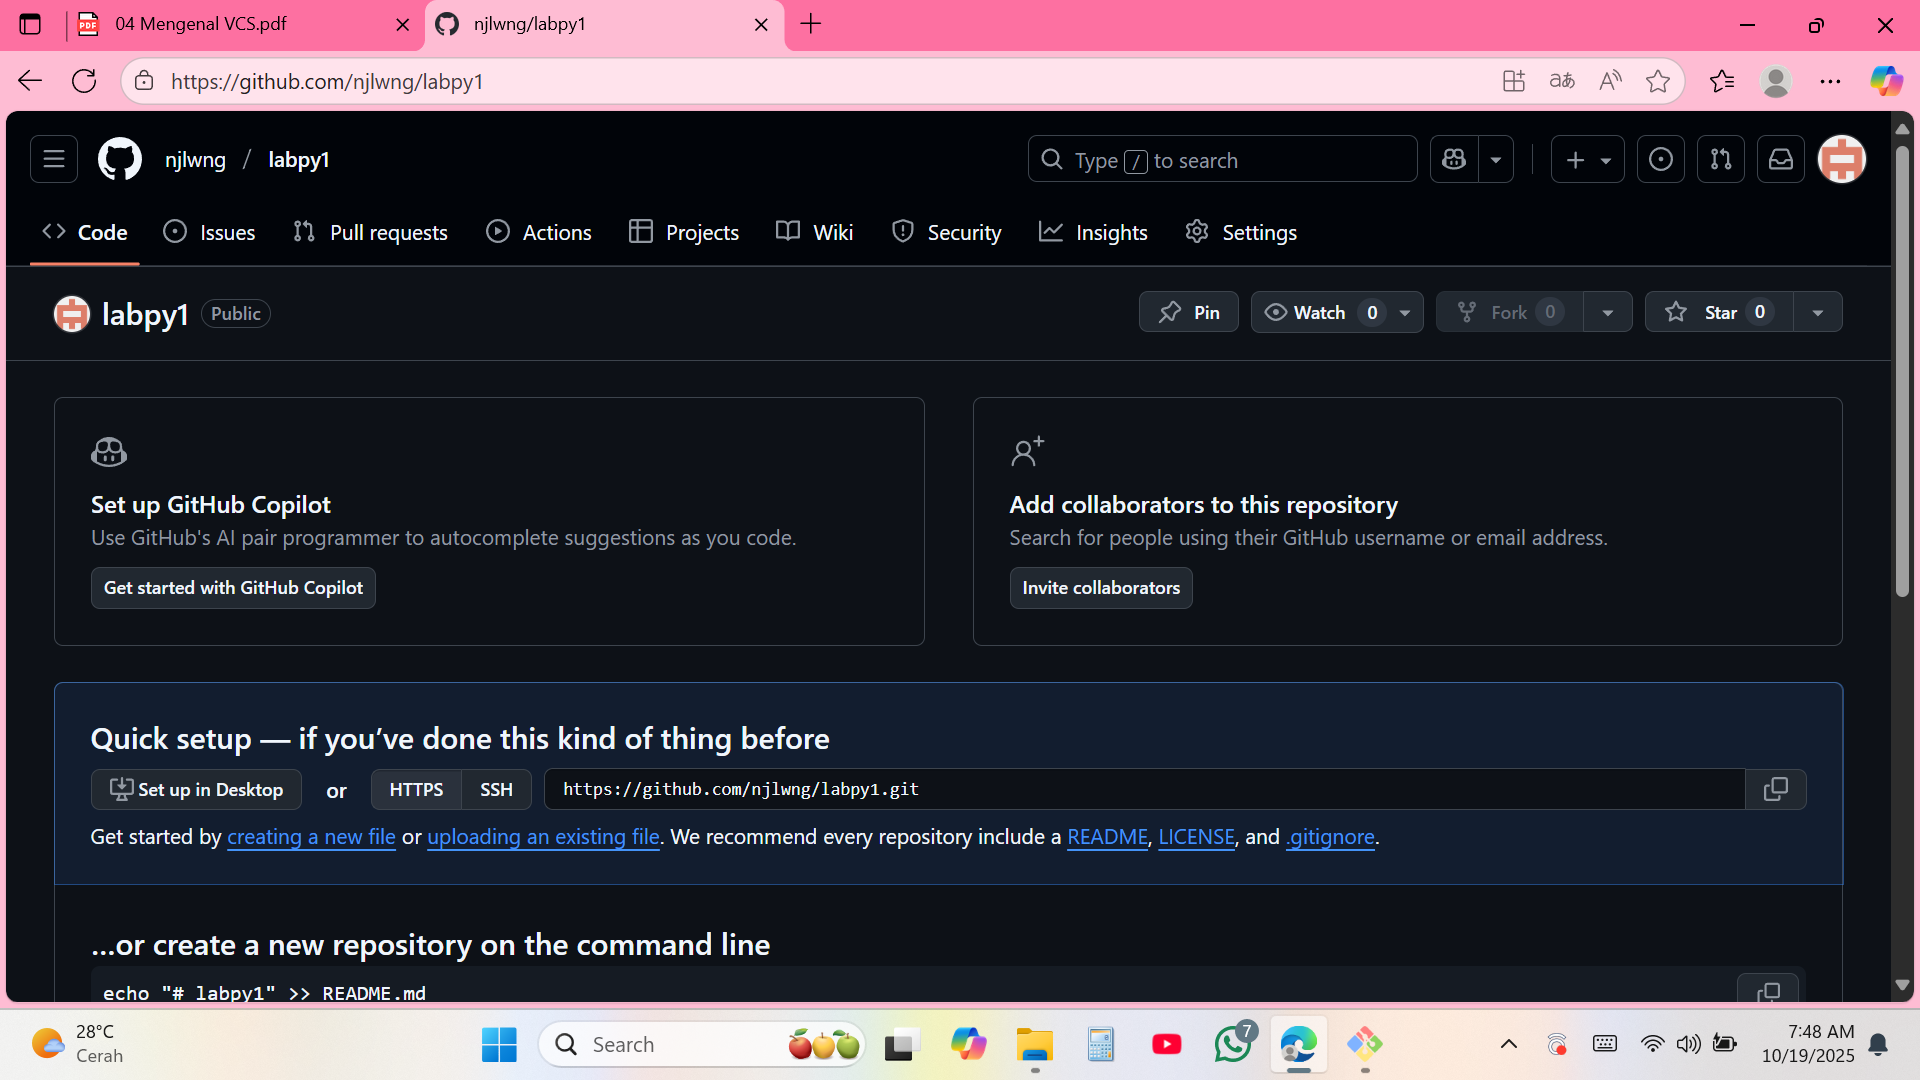 04 Mengenal VCS.pdf
njlwng/labpy1
https://github.com/njlwng/labpy1
njlwng / labpy1
Type / to search
Code
Issues
Pull requests
Actions
Projects
Wiki
Security
Insights
Settings
labpy1 Public
Pin
Watch 0
Fork 0
Star 0
Set up GitHub Copilot
Use GitHub's AI pair programmer to autocomplete suggestions as you code.
Get started with GitHub Copilot
Add collaborators to this repository
Search for people using their GitHub username or email address.
Invite collaborators
Quick setup — if you’ve done this kind of thing before
Set up in Desktop or HTTPS SSH https://github.com/njlwng/labpy1.git
Get started by creating a new file or uploading an existing file. We recommend every repository include a README, LICENSE, and .gitignore.
…or create a new repository on the command line
echo "# labpy1" >> README.md
28°C
Cerah
Search
7
7:48 AM
10/19/2025